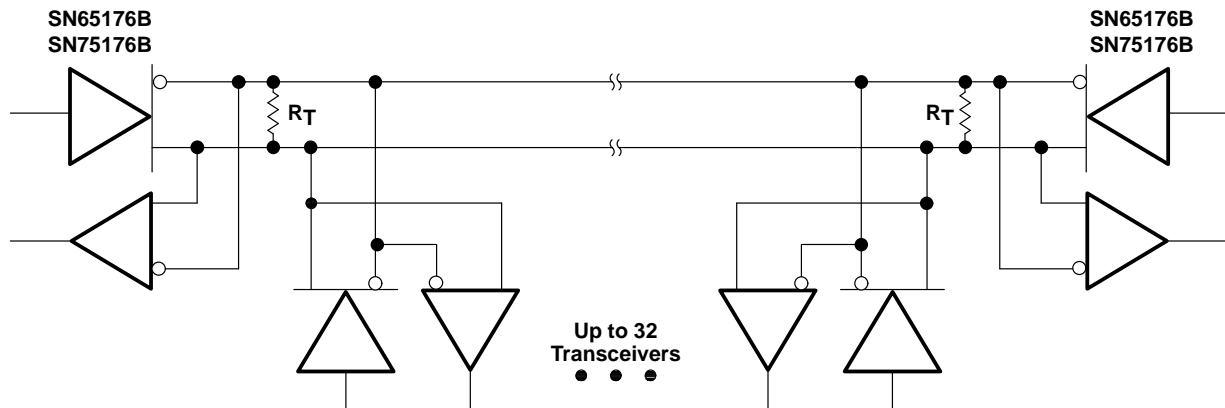 SN65176B
SN75176B
SN65176B
SN75176B
RT
RT
Up to 32
Transceivers